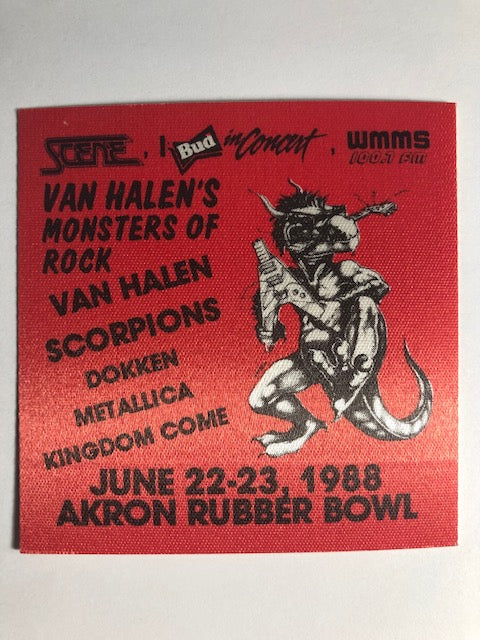 SCENE, Bud in Concert, WMMS
100.7 FM
VAN HALEN'S
MONSTERS OF
ROCK
VAN HALEN
SCORPIONS
DOKKEN
METALLICA
KINGDOM COME
JUNE 22-23, 1988
AKRON RUBBER BOWL